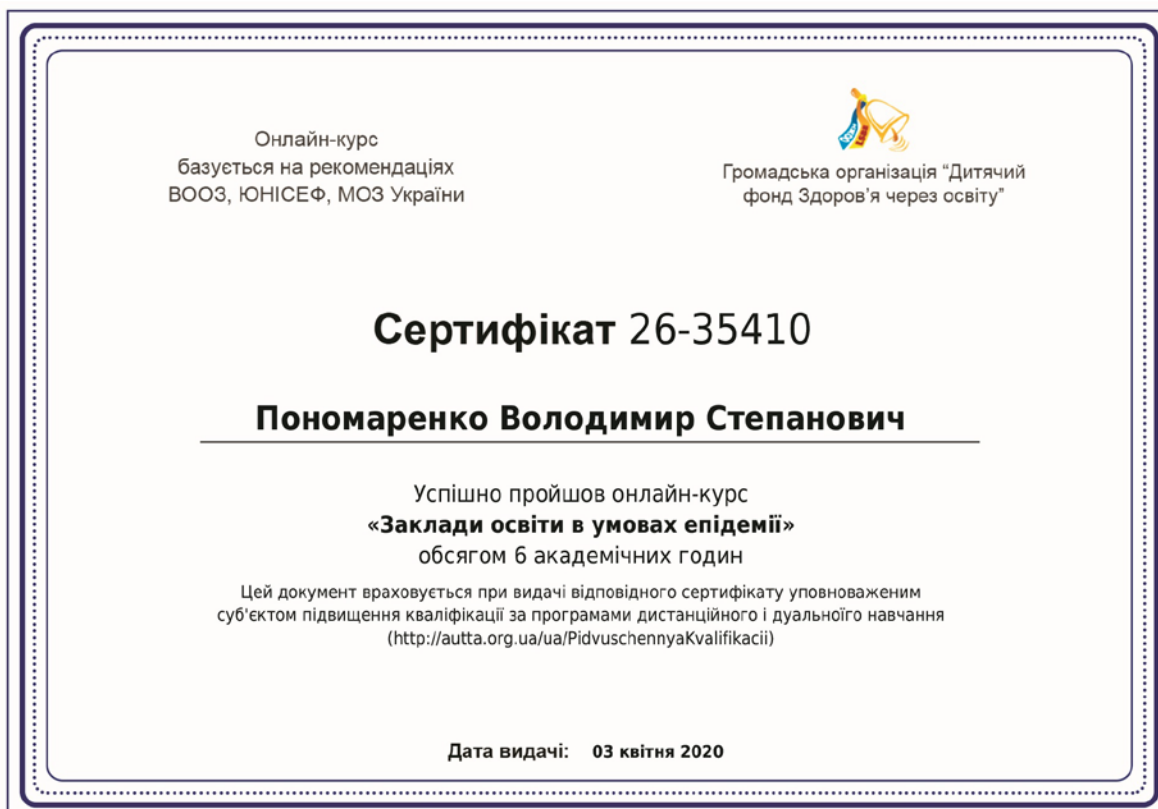 Онлайн-курс
базується на рекомендаціях
ВООЗ, ЮНІСЕФ, МОЗ України
Громадська організація “Дитячий
фонд Здоров’я через освіту”
Сертифікат 26-35410
Пономаренко Володимир Степанович
Успішно пройшов онлайн-курс
«Заклади освіти в умовах епідемії»
обсягом 6 академічних годин
Цей документ враховується при видачі відповідного сертифікату уповноваженим
суб'єктом підвищення кваліфікації за програмами дистанційного і дуальноїго навчання
(http://autta.org.ua/ua/PidvuschennyaKvalifikacii)
Дата видачі: 03 квітня 2020